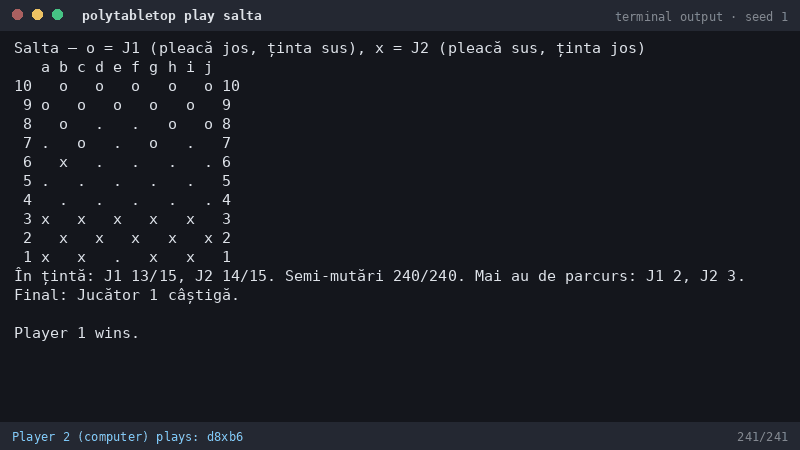 polytabletop play salta
terminal output · seed 1
Salta — o = J1 (pleacă jos, ținta sus), x = J2 (pleacă sus, ținta jos)
   a b c d e f g h i j
10   o   o   o   o   o 10
 9 o   o   o   o   o   9
 8   o   .   .   o   o 8
 7 .   o   .   o   .   7
 6   x   .   .   .   . 6
 5 .   .   .   .   .   5
 4   .   .   .   .   . 4
 3 x   x   x   x   x   3
 2   x   x   x   x   x 2
 1 x   x   .   x   x   1
În țintă: J1 13/15, J2 14/15. Semi-mutări 240/240. Mai au de parcurs: J1 2, J2 3.
Final: Jucător 1 câștigă.
Player 1 wins.
Player 2 (computer) plays: d8xb6
241/241